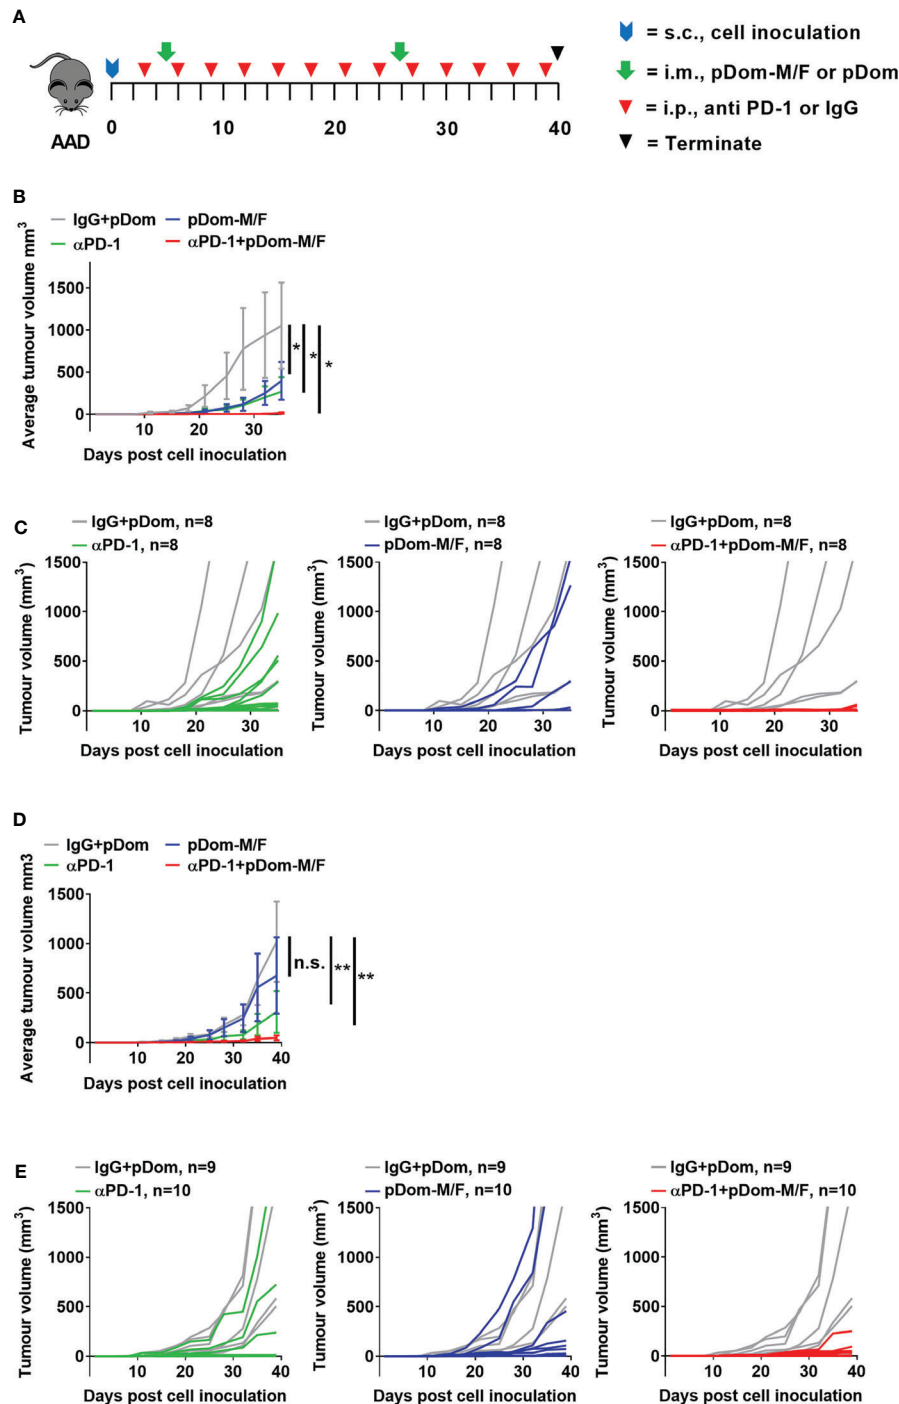 A
AAD
0 10 20 30 40
= s.c., cell inoculation
= i.m., pDom-M/F or pDom
= i.p., anti PD-1 or IgG
= Terminate
B
IgG+pDom pDom-M/F
αPD-1 αPD-1+pDom-M/F
Average tumour volume mm³
1500
1000
500
0
10 20 30
* * *
Days post cell inoculation
C
IgG+pDom, n=8
αPD-1, n=8
Tumour volume (mm³)
1500
1000
500
0
10 20 30
Days post cell inoculation
IgG+pDom, n=8
pDom-M/F, n=8
Tumour volume (mm³)
1500
1000
500
0
10 20 30
Days post cell inoculation
IgG+pDom, n=8
αPD-1+pDom-M/F, n=8
Tumour volume (mm³)
1500
1000
500
0
10 20 30
Days post cell inoculation
D
IgG+pDom pDom-M/F
αPD-1 αPD-1+pDom-M/F
Average tumour volume mm3
1500
1000
500
0
10 20 30 40
n.s. ** **
Days post cell inoculation
E
IgG+pDom, n=9
αPD-1, n=10
Tumour volume (mm³)
1500
1000
500
0
10 20 30 40
Days post cell inoculation
IgG+pDom, n=9
pDom-M/F, n=10
Tumour volume (mm³)
1500
1000
500
0
10 20 30 40
Days post cell inoculation
IgG+pDom, n=9
αPD-1+pDom-M/F, n=10
Tumour volume (mm³)
1500
1000
500
0
10 20 30 40
Days post cell inoculation